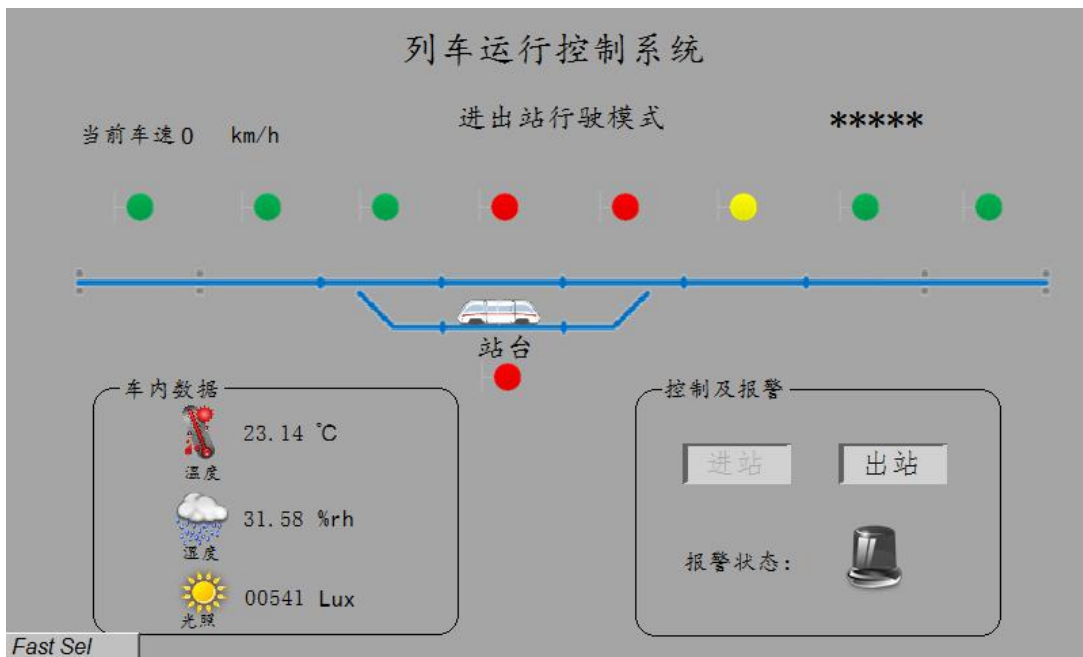 列车运行控制系统
当前车速0 km/h
进出站行驶模式
*****
站台
车内数据
23.14 ℃
温度
31.58 %rh
湿度
00541 Lux
光照
控制及报警
进站
出站
报警状态:
Fast Sel